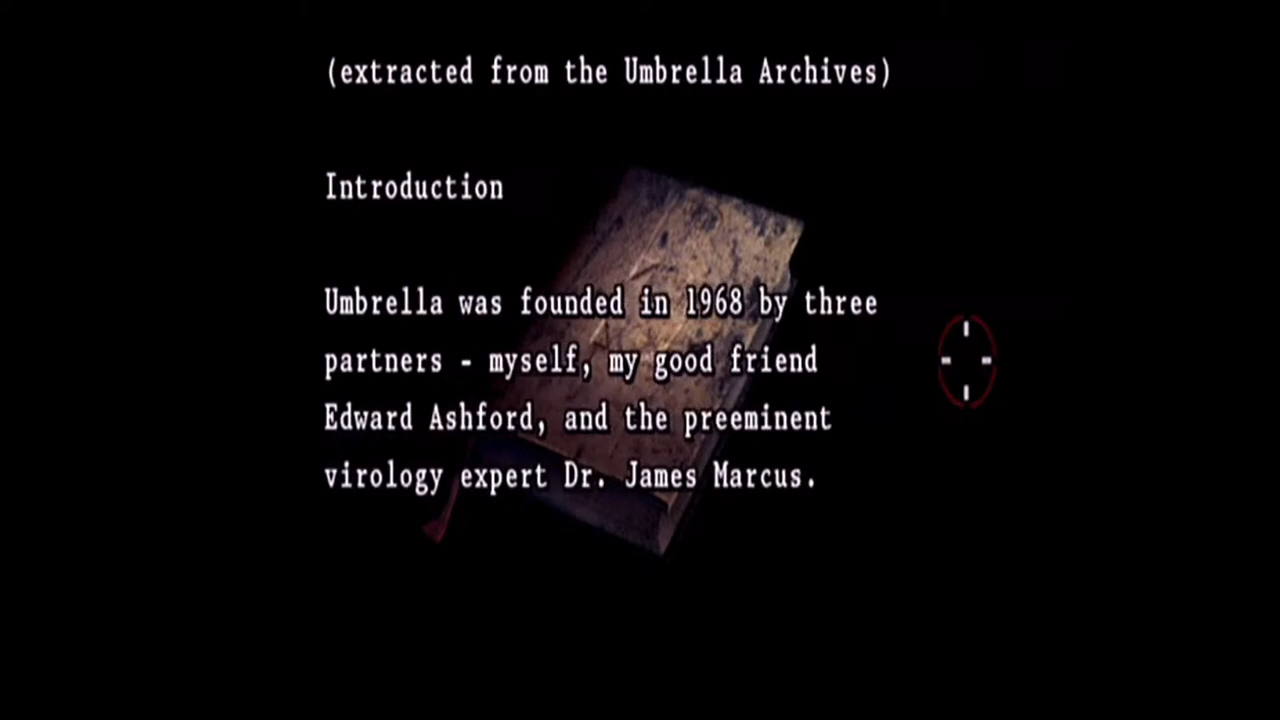 (extracted from the Umbrella Archives)
Introduction
Umbrella was founded in 1968 by three
partners - myself, my good friend
Edward Ashford, and the preeminent
virology expert Dr. James Marcus.